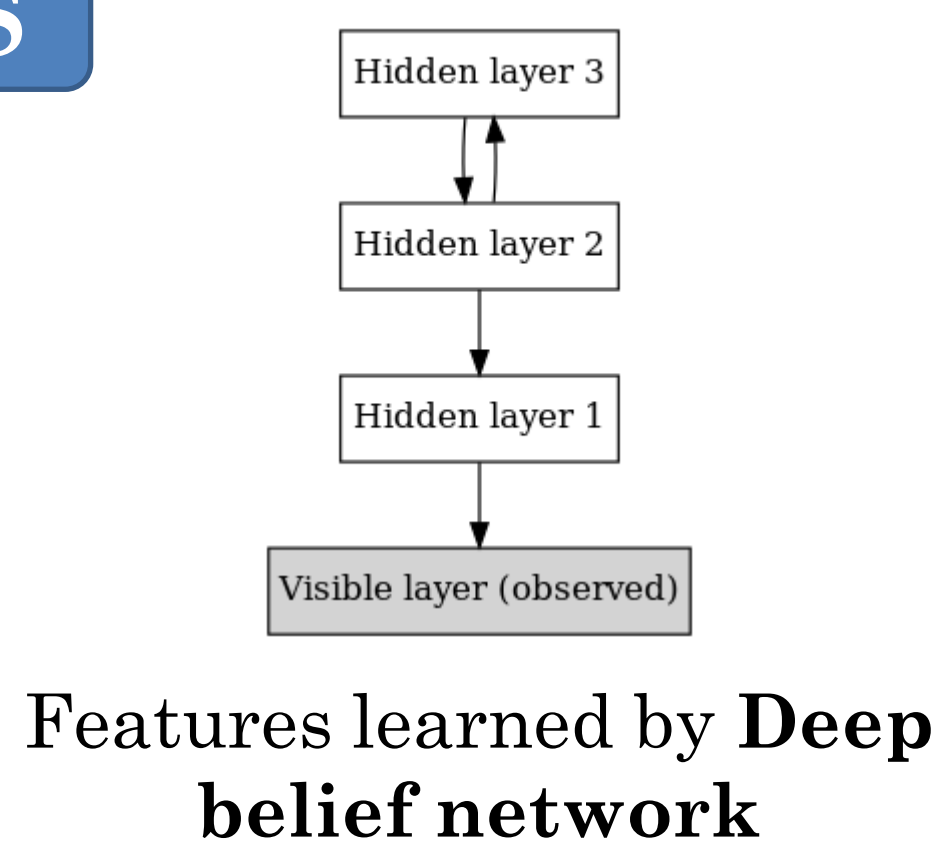 S
Hidden layer 3
Hidden layer 2
Hidden layer 1
Visible layer (observed)
Features learned by Deep
belief network